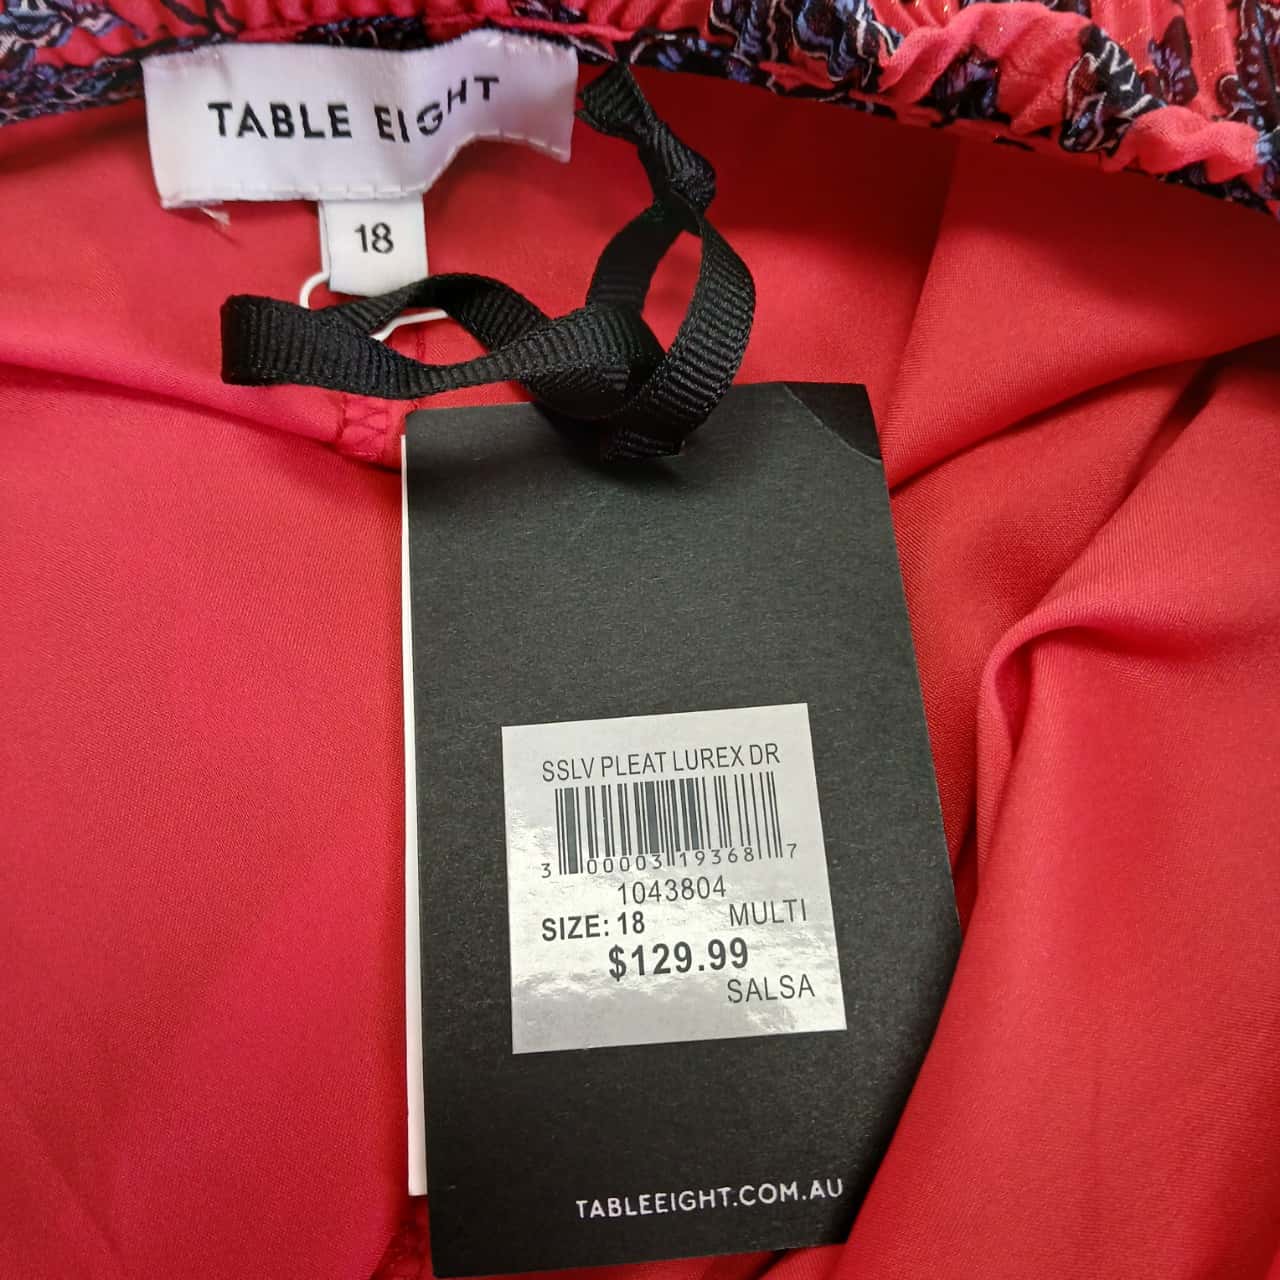 TABLE EIGHT
18
SSLV PLEAT LUREX DR
3 00003 19368 7
1043804
SIZE: 18 MULTI
$129.99
SALSA
TABLEEIGHT.COM.AU